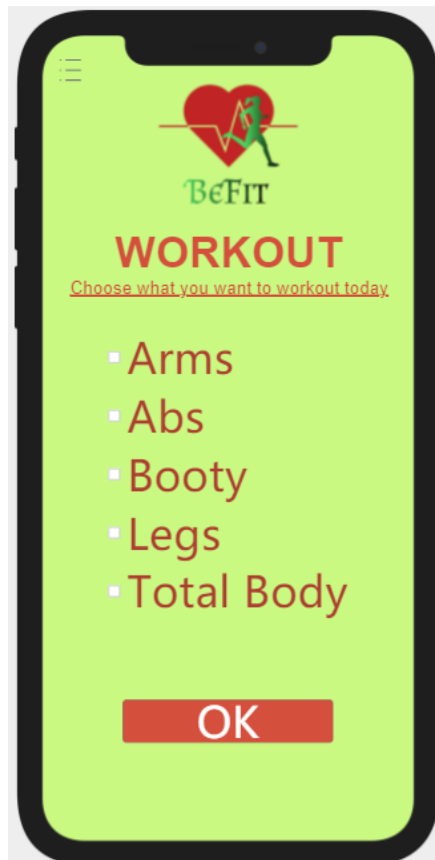 BeFit
WORKOUT
Choose what you want to workout today
Arms
Abs
Booty
Legs
Total Body
OK